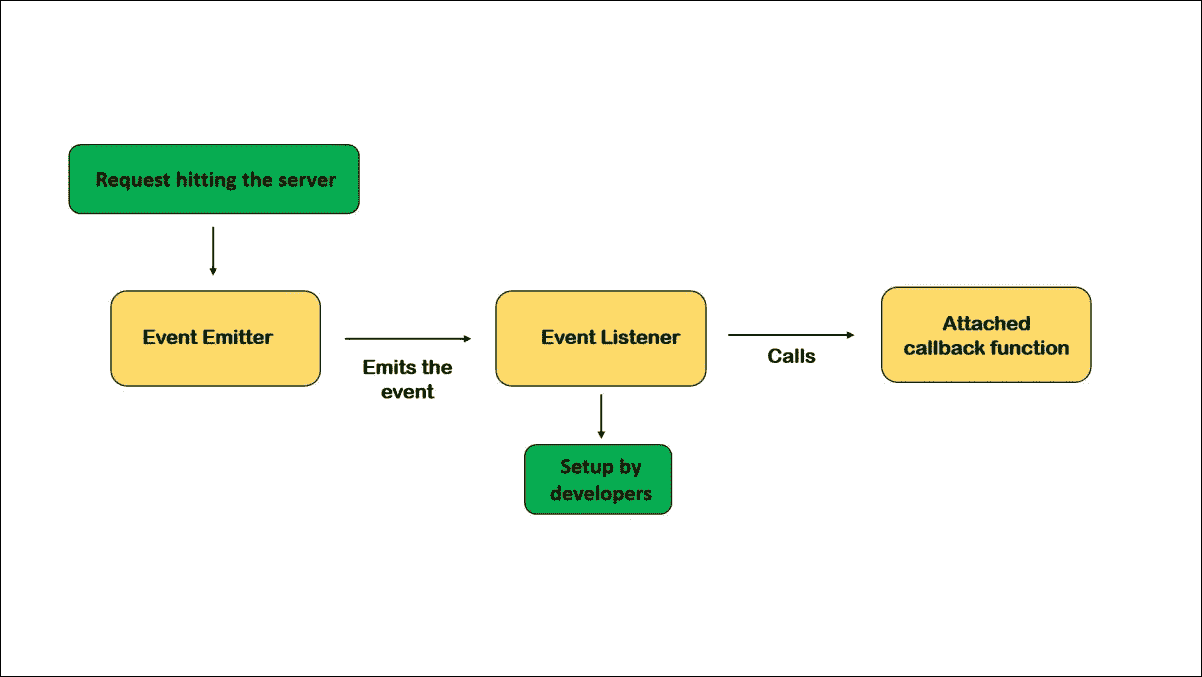 Request hitting the server
Event Emitter
Emits the
event
Event Listener
Calls
Attached
callback function
Setup by
developers